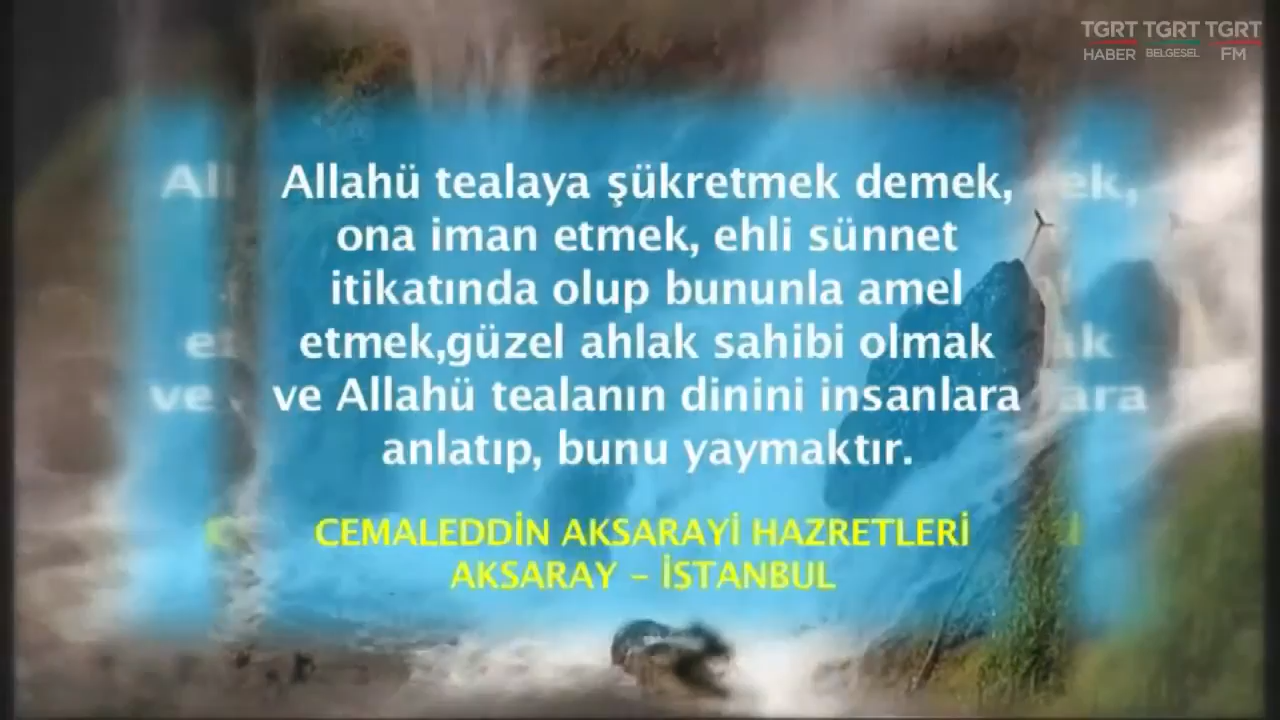 TGRT TGRT TGRT
HABER BELGESEL FM
Allahü tealaya şükretmek demek,
ona iman etmek, ehli sünnet
itikatında olup bununla amel
etmek,güzel ahlak sahibi olmak
ve Allahü tealanın dinini insanlara
anlatıp, bunu yaymaktır.
CEMALEDDİN AKSARAYİ HAZRETLERİ
AKSARAY - İSTANBUL